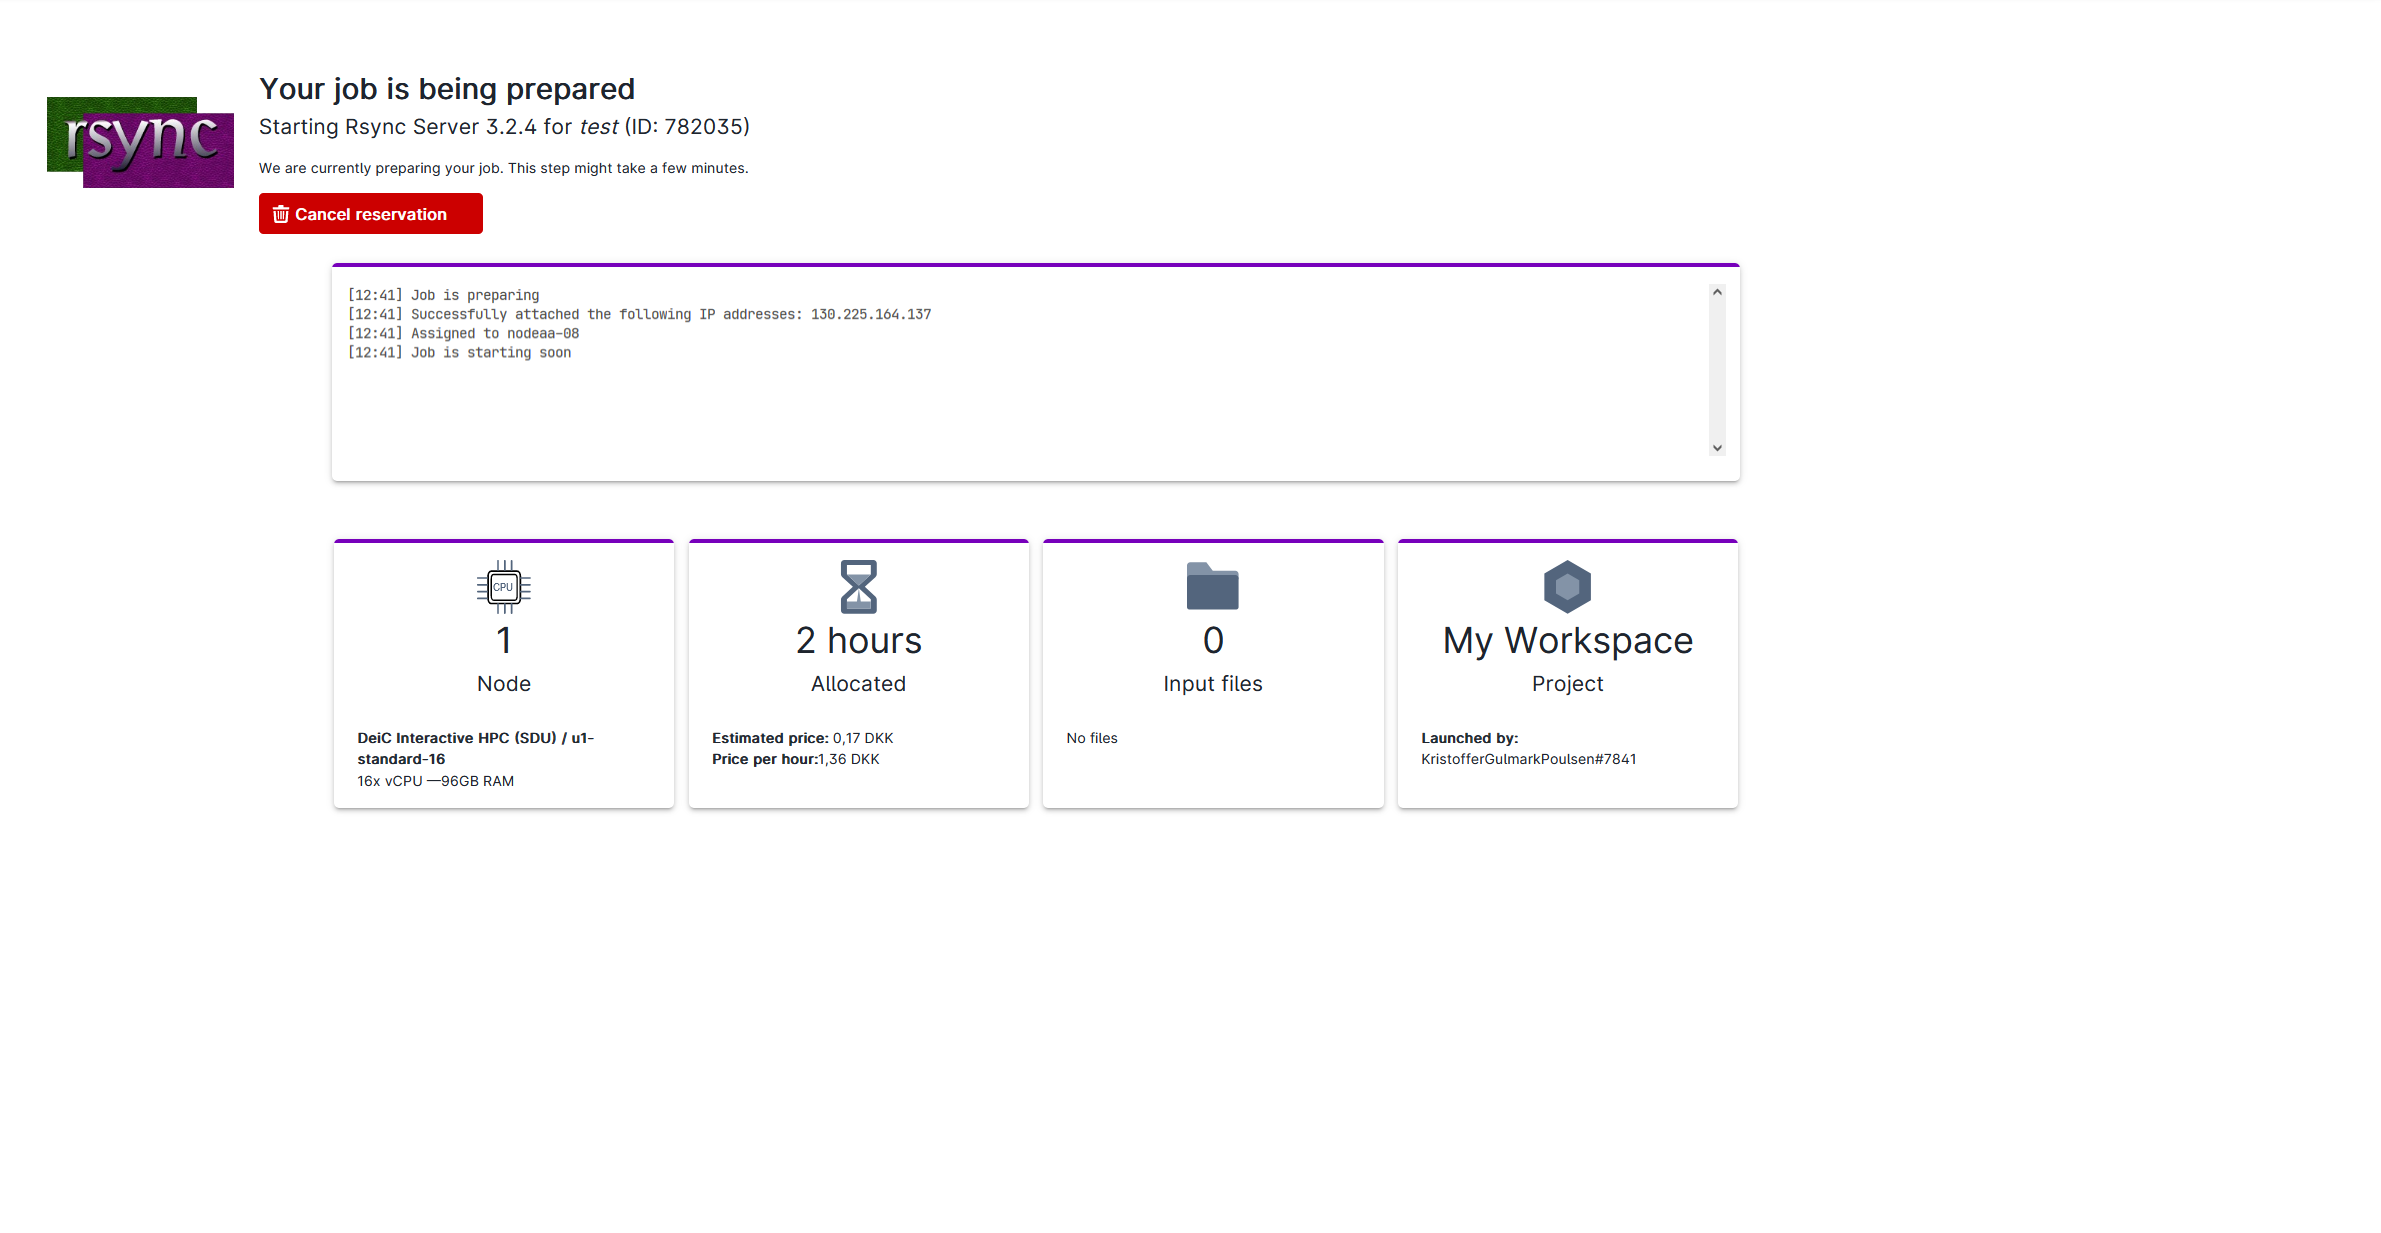 rsync
Your job is being prepared
Starting Rsync Server 3.2.4 for test (ID: 782035)
We are currently preparing your job. This step might take a few minutes.
Cancel reservation
[12:41] Job is preparing
[12:41] Successfully attached the following IP addresses: 130.225.164.137
[12:41] Assigned to nodeaa-08
[12:41] Job is starting soon
CPU
1
Node
DeiC Interactive HPC (SDU) / u1-
standard-16
16x vCPU —96GB RAM
2 hours
Allocated
Estimated price: 0,17 DKK
Price per hour:1,36 DKK
0
Input files
No files
My Workspace
Project
Launched by:
KristofferGulmarkPoulsen#7841